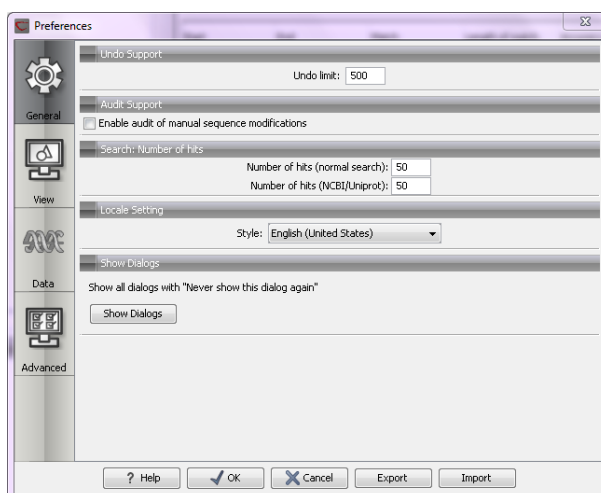 Preferences
Undo Support
Undo limit: 500
General
Audit Support
Enable audit of manual sequence modifications
Search: Number of hits
Number of hits (normal search): 50
Number of hits (NCBI/Uniprot): 50
View
Locale Setting
Style: English (United States)
Show Dialogs
Data
Show all dialogs with "Never show this dialog again"
Show Dialogs
Advanced
? Help OK Cancel Export Import